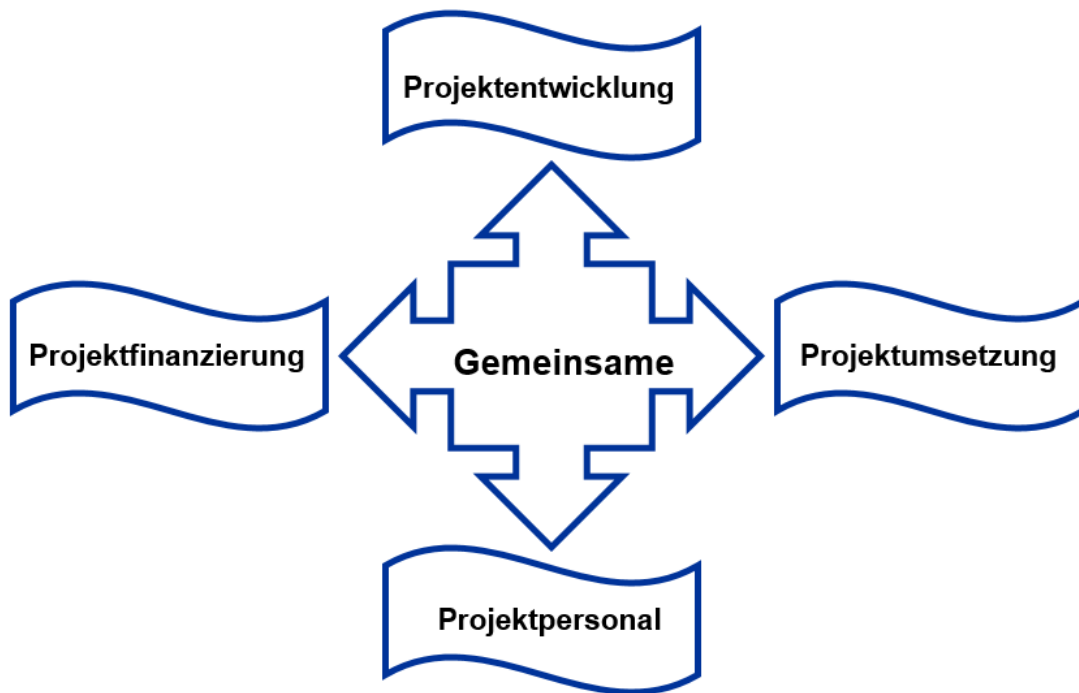 Projektentwicklung
Projektfinanzierung
Gemeinsame
Projektumsetzung
Projektpersonal